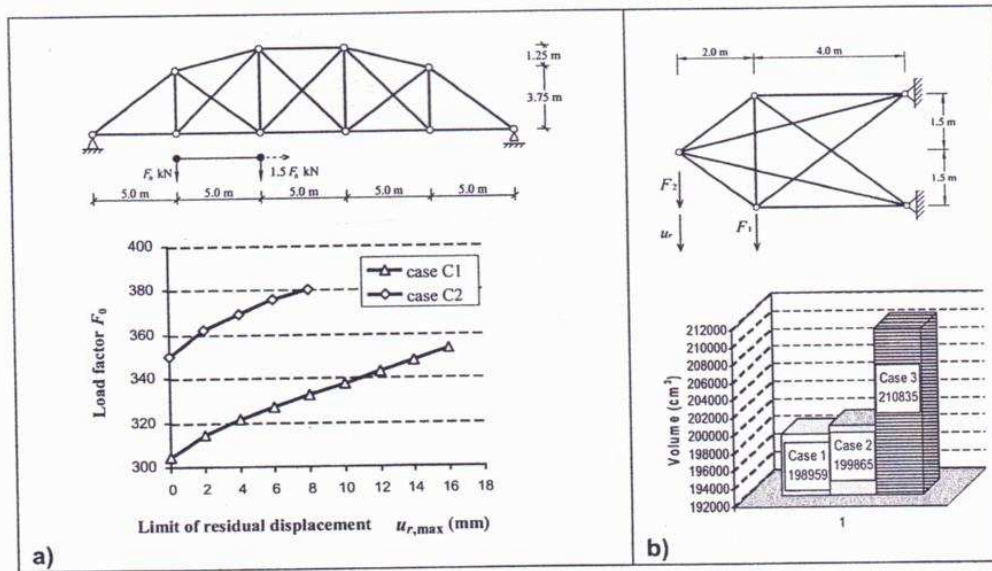 1.25 m
3.75 m
Fₒ kN
1.5 Fₒ kN
5.0 m 5.0 m 5.0 m 5.0 m 5.0 m
400
380
360
340
320
300
case C1
case C2
Load factor F₀
0 2 4 6 8 10 12 14 16 18
Limit of residual displacement u_r,max (mm)
a)
2.0 m 4.0 m
1.5 m
1.5 m
F₂
F₁
u_r
212000
210000
208000
206000
204000
202000
200000
198000
196000
194000
192000
Volume (cm³)
Case 1
198959
Case 2
199865
Case 3
210835
1
b)